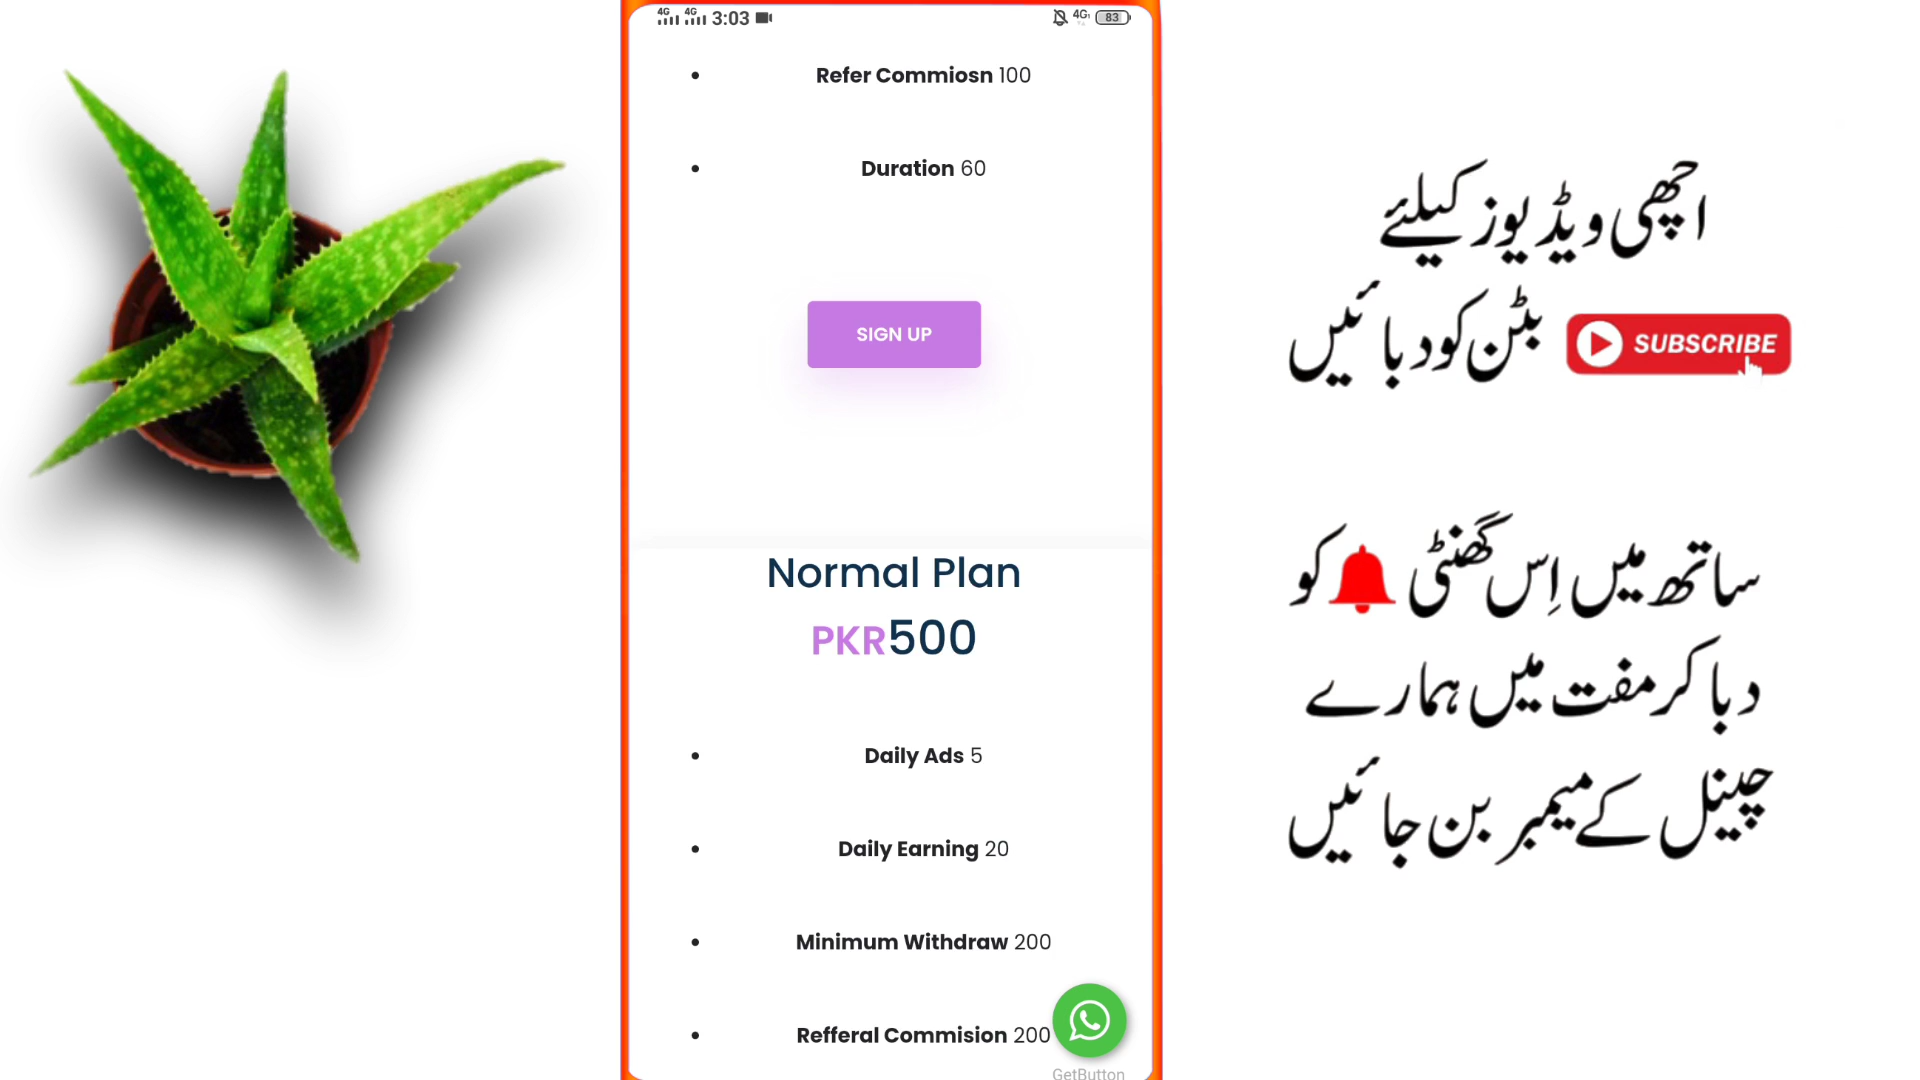 4G 4G 3:03 4G 83
Refer Commiosn 100
Duration 60
SIGN UP
Normal Plan
PKR500
Daily Ads 5
Daily Earning 20
Minimum Withdraw 200
Refferal Commision 200
GetButton
اچھی ویڈیوز کیلئے
SUBSCRIBE بٹن کو دبائیں
ساتھ میں اِس گھنٹی کو
دبا کر مفت میں ہمارے
چینل کے میمبر بن جائیں